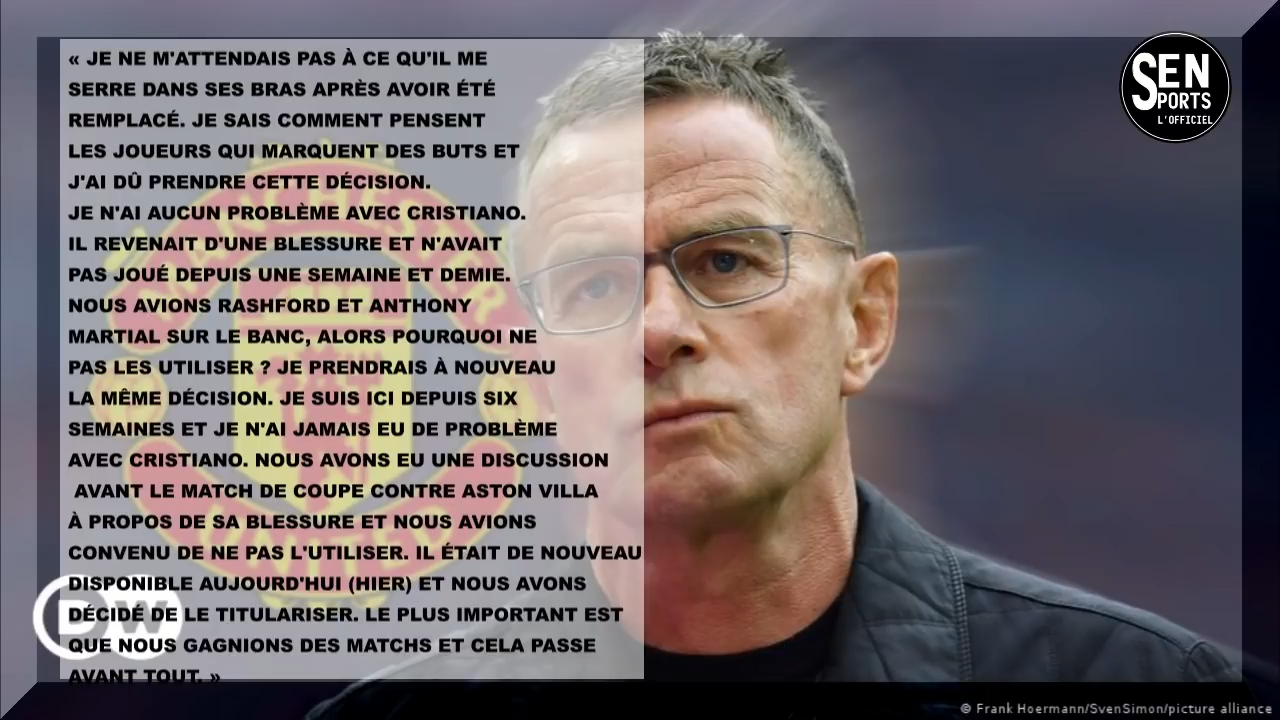 « JE NE M'ATTENDAIS PAS À CE QU'IL ME
SERRE DANS SES BRAS APRÈS AVOIR ÉTÉ
REMPLACÉ. JE SAIS COMMENT PENSENT
LES JOUEURS QUI MARQUENT DES BUTS ET
J'AI DÛ PRENDRE CETTE DÉCISION.
JE N'AI AUCUN PROBLÈME AVEC CRISTIANO.
IL REVENAIT D'UNE BLESSURE ET N'AVAIT
PAS JOUÉ DEPUIS UNE SEMAINE ET DEMIE.
NOUS AVIONS RASHFORD ET ANTHONY
MARTIAL SUR LE BANC, ALORS POURQUOI NE
PAS LES UTILISER ? JE PRENDRAIS À NOUVEAU
LA MÊME DÉCISION. JE SUIS ICI DEPUIS SIX
SEMAINES ET JE N'AI JAMAIS EU DE PROBLÈME
AVEC CRISTIANO. NOUS AVONS EU UNE DISCUSSION
AVANT LE MATCH DE COUPE CONTRE ASTON VILLA
À PROPOS DE SA BLESSURE ET NOUS AVIONS
CONVENU DE NE PAS L'UTILISER. IL ÉTAIT DE NOUVEAU
DISPONIBLE AUJOURD'HUI (HIER) ET NOUS AVONS
DÉCIDÉ DE LE TITULARISER. LE PLUS IMPORTANT EST
QUE NOUS GAGNIONS DES MATCHS ET CELA PASSE
AVANT TOUT. »
MANCHESTER
UNITED
DW
SEN
SPORTS
L'OFFICIEL
© Frank Hoermann/SvenSimon/picture alliance